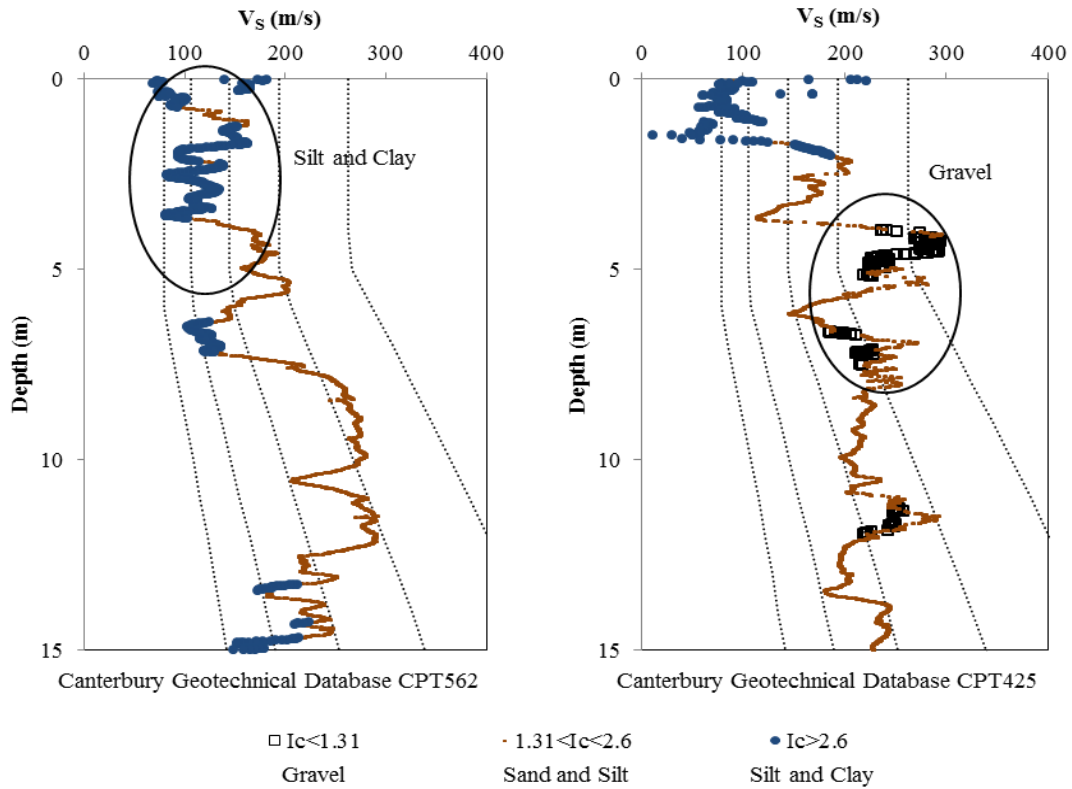 V_S (m/s)
0 100 200 300 400
0
5
10
15
Depth (m)
Silt and Clay
Canterbury Geotechnical Database CPT562
V_S (m/s)
0 100 200 300 400
0
5
10
15
Depth (m)
Gravel
Canterbury Geotechnical Database CPT425
Ic<1.31 1.31<Ic<2.6 Ic>2.6
Gravel Sand and Silt Silt and Clay